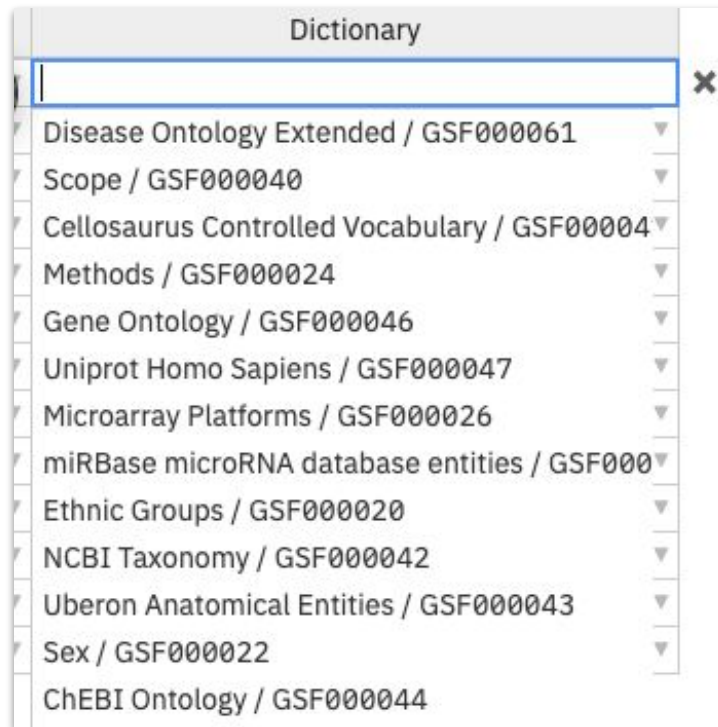 Dictionary
Disease Ontology Extended / GSF000061
Scope / GSF000040
Cellosaurus Controlled Vocabulary / GSF00004
Methods / GSF000024
Gene Ontology / GSF000046
Uniprot Homo Sapiens / GSF000047
Microarray Platforms / GSF000026
miRBase microRNA database entities / GSF000
Ethnic Groups / GSF000020
NCBI Taxonomy / GSF000042
Uberon Anatomical Entities / GSF000043
Sex / GSF000022
ChEBI Ontology / GSF000044